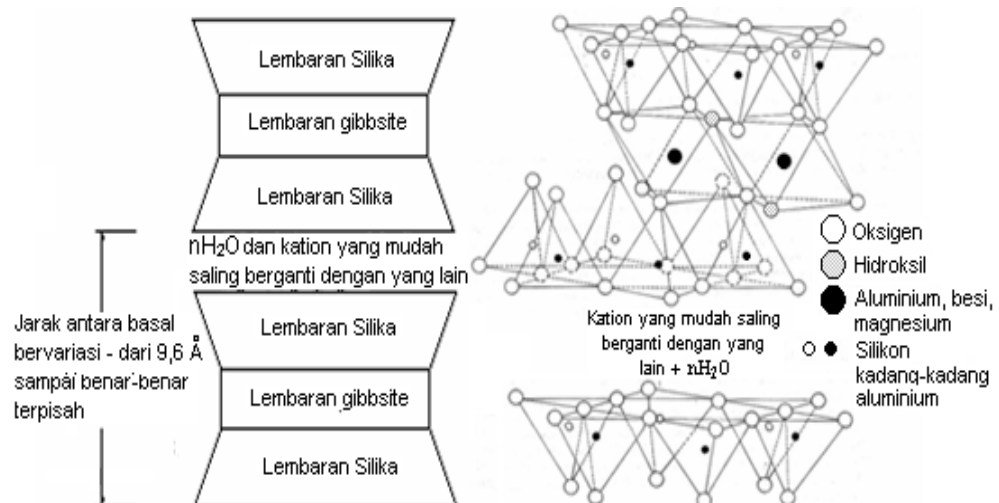 Lembaran Silika
Lembaran gibbsite
Lembaran Silika
nH₂O dan kation yang mudah
saling berganti dengan yang lain
Lembaran Silika
Lembaran gibbsite
Lembaran Silika
Jarak antara basal
bervariasi - dari 9,6 Å
sampai benar-benar
terpisah
Kation yang mudah saling
berganti dengan yang
lain + nH₂O
Oksigen
Hidroksil
Aluminium, besi,
magnesium
Silikon
kadang-kadang
aluminium